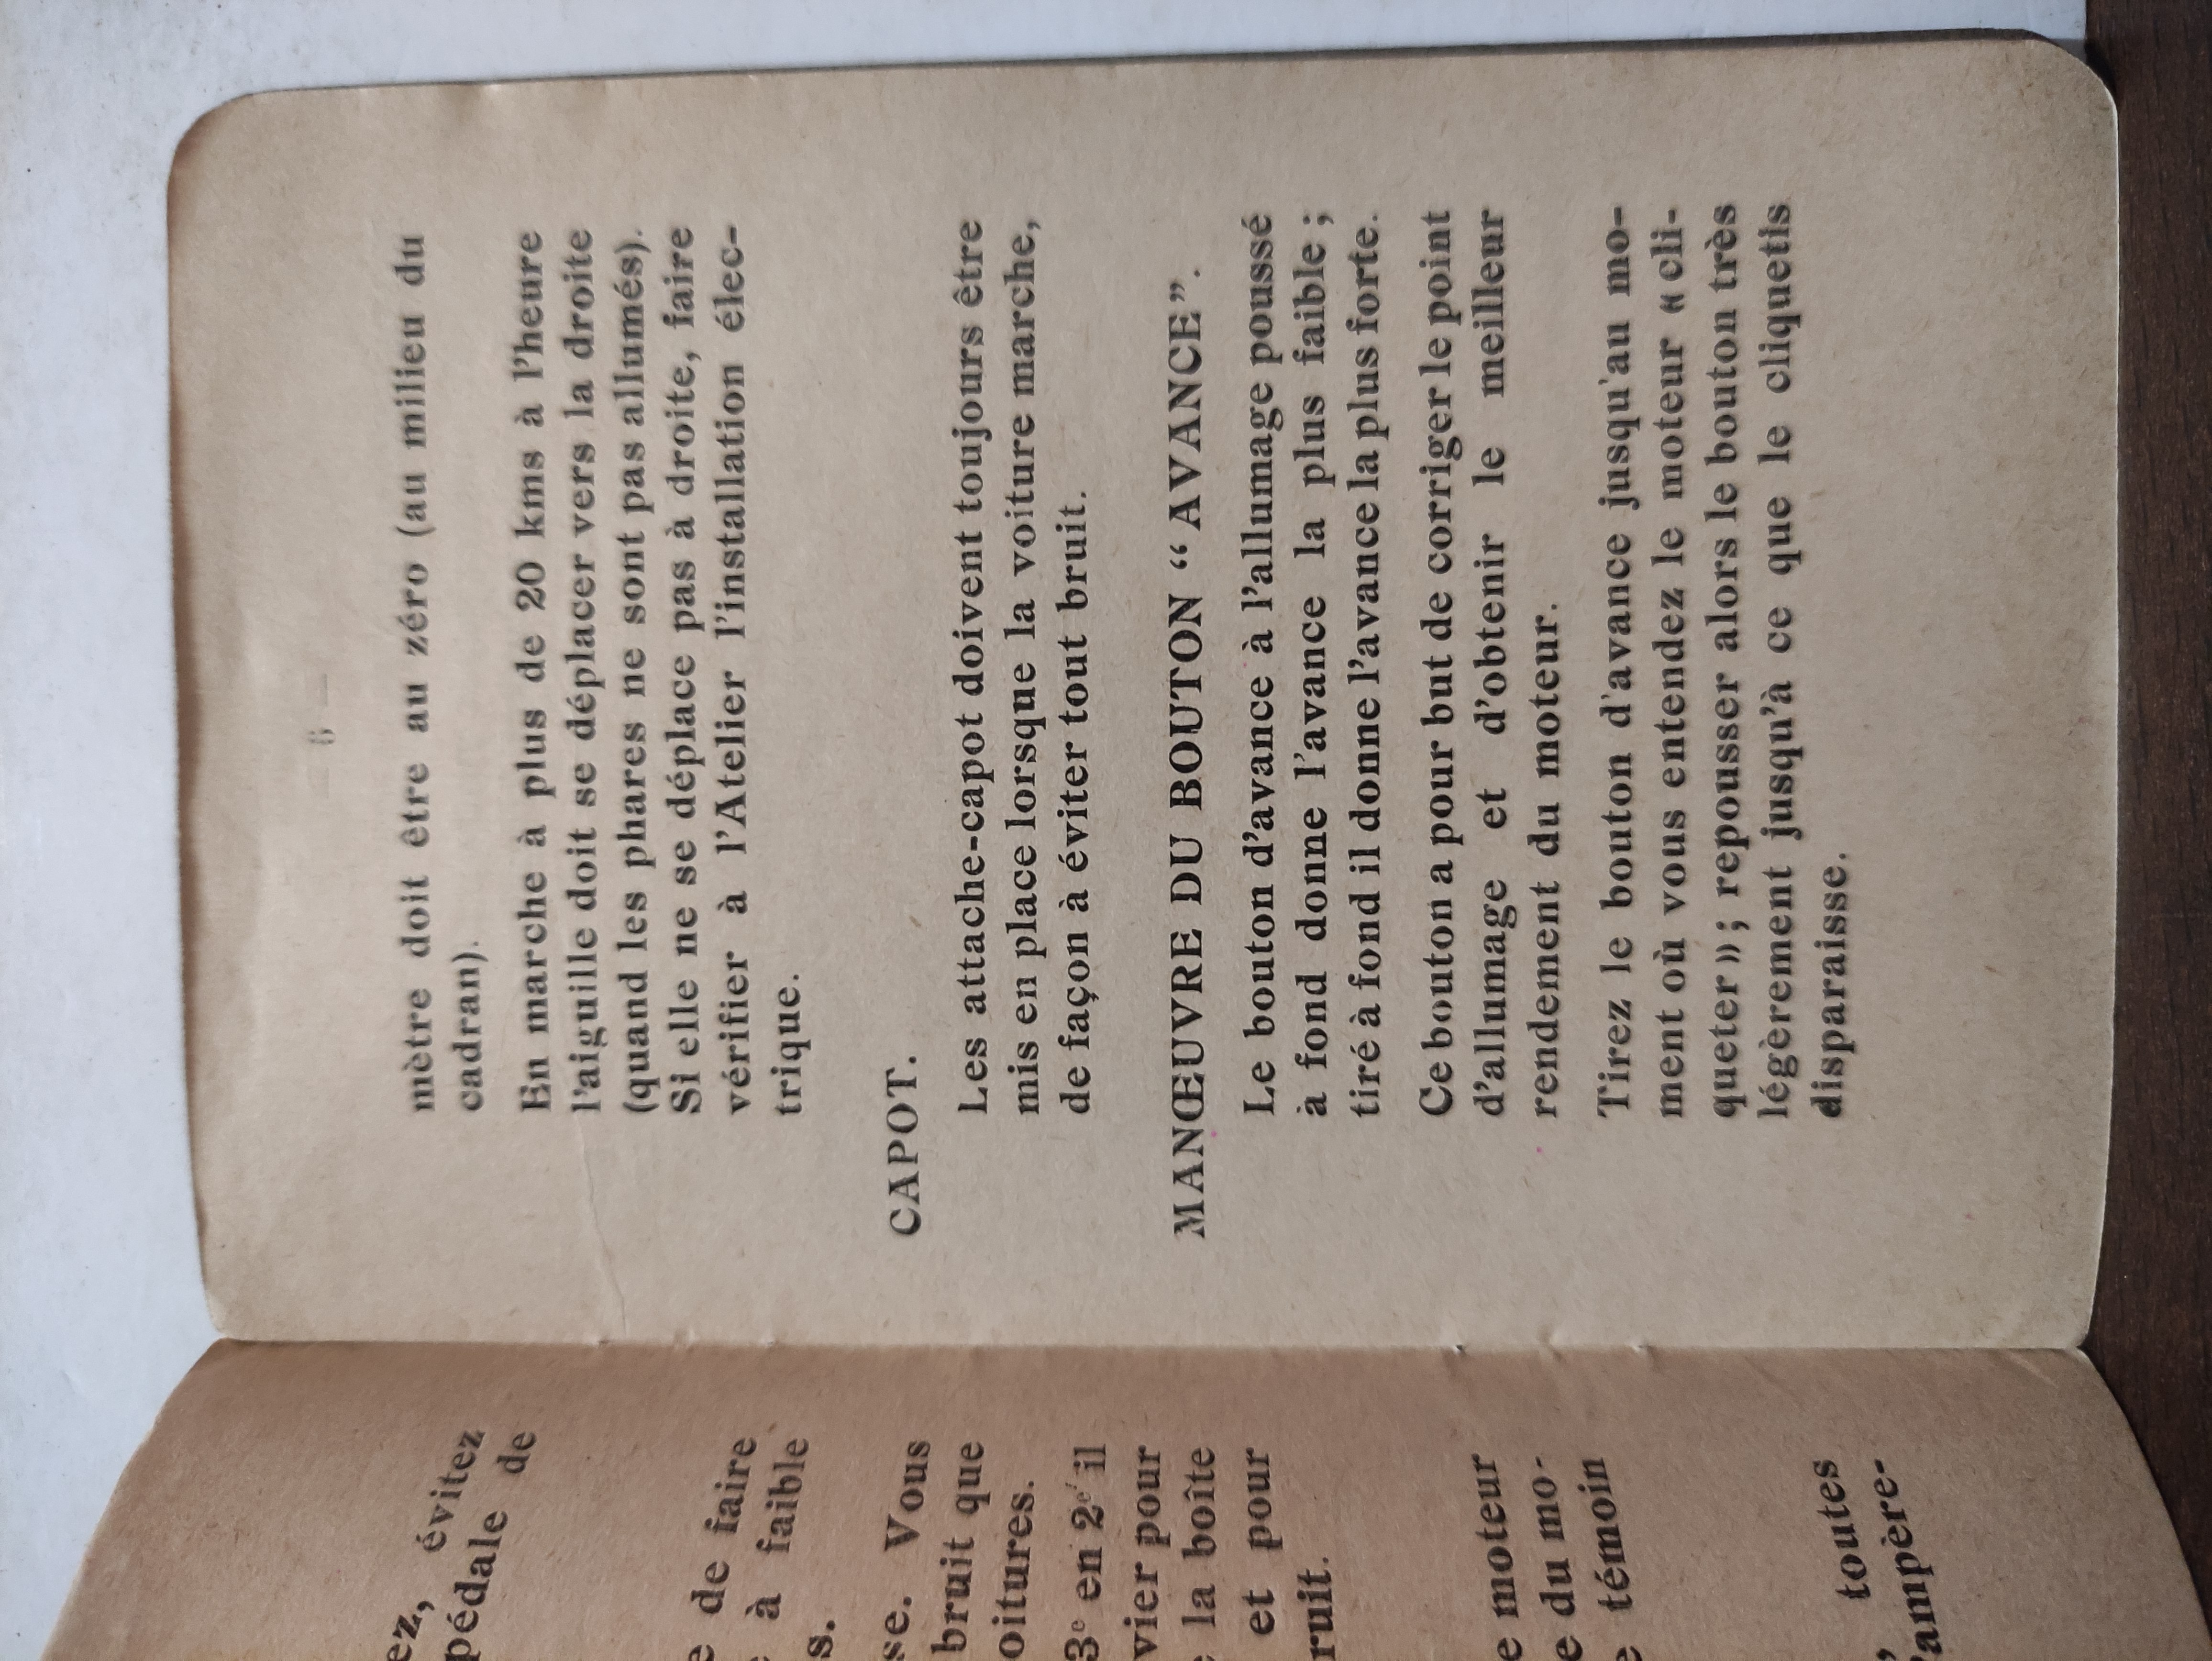 ez, évitez
pédale de
e de faire
à faible
s.
se. Vous
bruit que
oitures.
3e en 2e il
vier pour
la boîte
et pour
ruit.
e moteur
e du mo-
e témoin
toutes
'ampère-
— 6 —
mètre doit être au zéro (au milieu du
cadran).
En marche à plus de 20 kms à l'heure
l'aiguille doit se déplacer vers la droite
(quand les phares ne sont pas allumés).
Si elle ne se déplace pas à droite, faire
vérifier à l'Atelier l'installation élec-
trique.
CAPOT.
Les attache-capot doivent toujours être
mis en place lorsque la voiture marche,
de façon à éviter tout bruit.
MANŒUVRE DU BOUTON “AVANCE”.
Le bouton d'avance à l'allumage poussé
à fond donne l'avance la plus faible ;
tiré à fond il donne l'avance la plus forte.
Ce bouton a pour but de corriger le point
d'allumage et d'obtenir le meilleur
rendement du moteur.
Tirez le bouton d'avance jusqu'au mo-
ment où vous entendez le moteur « cli-
queter » ; repousser alors le bouton très
légèrement jusqu'à ce que le cliquetis
disparaisse.